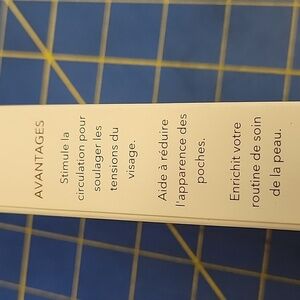 AVANTAGES
Stimule la
circulation pour
soulager les
tensions du
visage.
Aide à réduire
l'apparence des
poches.
Enrichit votre
routine de soin
de la peau.